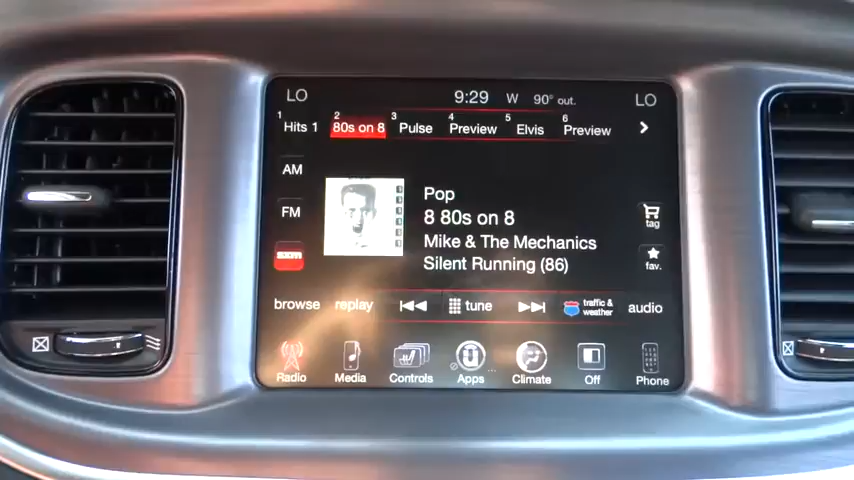 LO 9:29 W 90° out. LO
1 Hits 1 2 80s on 8 3 Pulse 4 Preview 5 Elvis 6 Preview
AM
FM
Pop
8 80s on 8
Mike & The Mechanics
Silent Running (86)
tag
fav.
browse replay tune traffic & weather audio
Radio Media Controls Apps Climate Off Phone